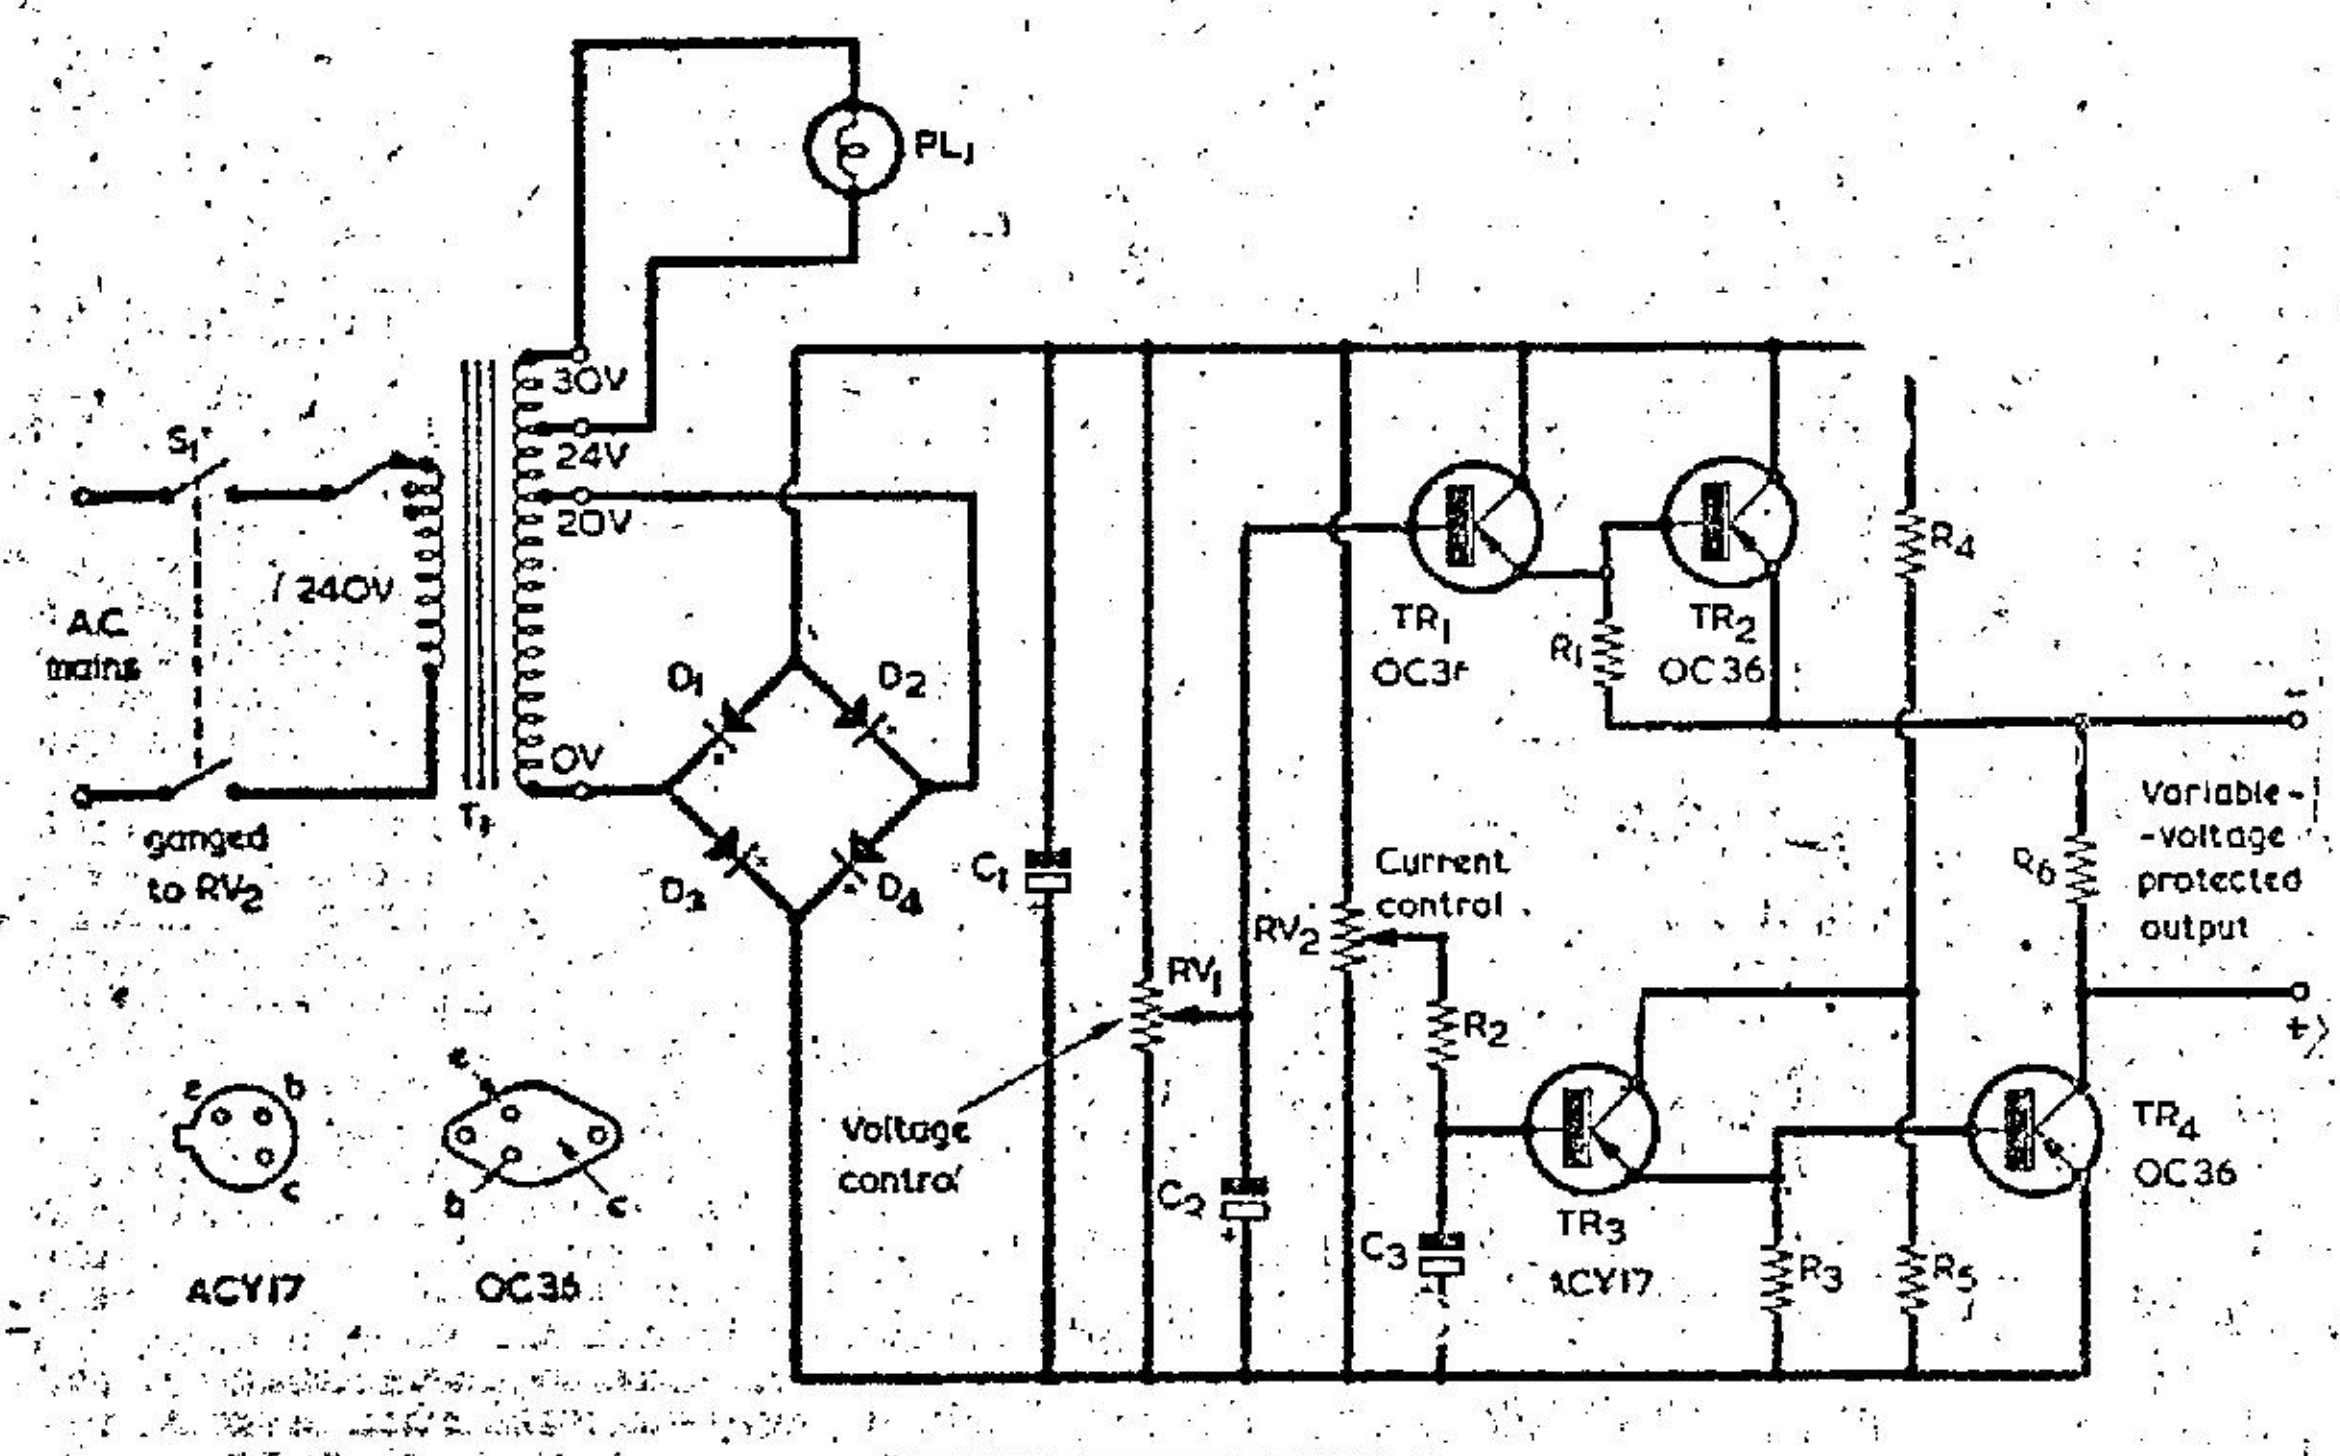 PL1
30V
24V
20V
0V
S1
240V
A.C.
mains
T1
ganged
to RV2
D1
D2
D3
D4
C1
RV1
Voltage
control
C2
RV2
Current
control
R2
C3
TR1
R1
TR2
OC36
R4
Variable-
-voltage
protected
output
-
+
R6
TR3
ACY17
R3
R5
TR4
OC36
e
b
c
ACY17
e
b
c
OC36